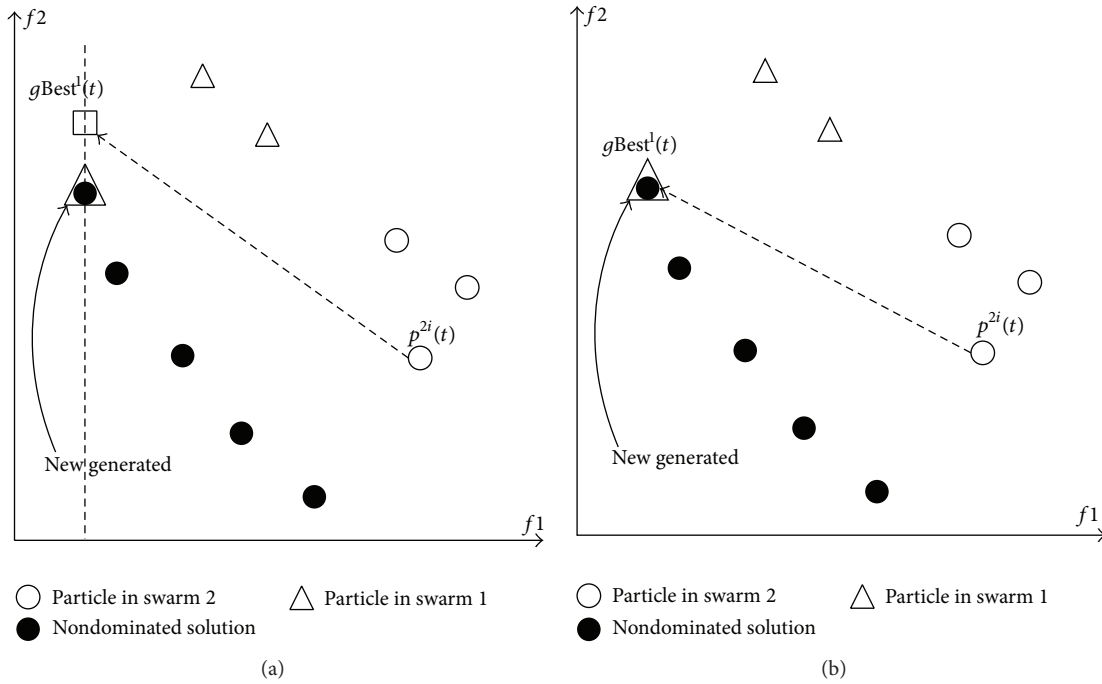 f2
gBest¹(t)
p²ⁱ(t)
New generated
f1
Particle in swarm 2
Particle in swarm 1
Nondominated solution
(a)
f2
gBest¹(t)
p²ⁱ(t)
New generated
f1
Particle in swarm 2
Particle in swarm 1
Nondominated solution
(b)